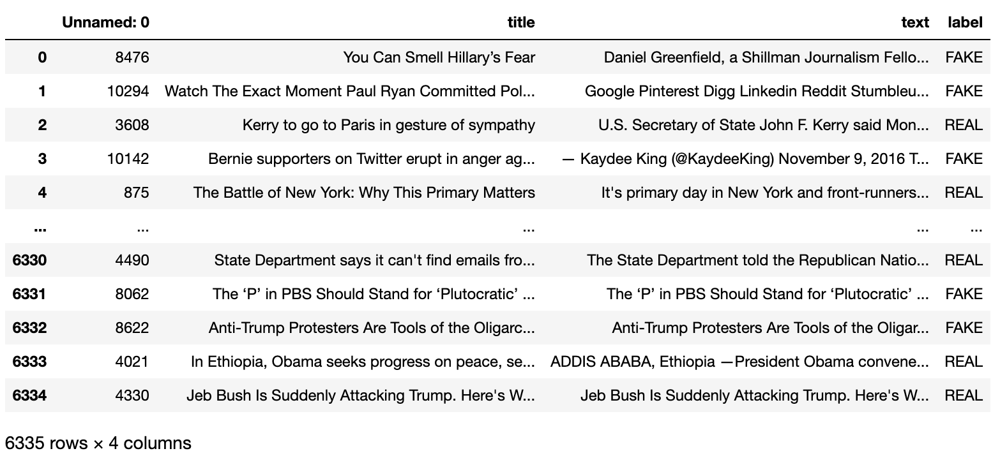 Unnamed: 0 title text label
0 8476 You Can Smell Hillary’s Fear Daniel Greenfield, a Shillman Journalism Fello... FAKE
1 10294 Watch The Exact Moment Paul Ryan Committed Pol... Google Pinterest Digg Linkedin Reddit Stumbleu... FAKE
2 3608 Kerry to go to Paris in gesture of sympathy U.S. Secretary of State John F. Kerry said Mon... REAL
3 10142 Bernie supporters on Twitter erupt in anger ag... — Kaydee King (@KaydeeKing) November 9, 2016 T... FAKE
4 875 The Battle of New York: Why This Primary Matters It's primary day in New York and front-runners... REAL
... ... ... ... ...
6330 4490 State Department says it can't find emails fro... The State Department told the Republican Natio... REAL
6331 8062 The ‘P’ in PBS Should Stand for ‘Plutocratic’ ... The ‘P’ in PBS Should Stand for ‘Plutocratic’ ... FAKE
6332 8622 Anti-Trump Protesters Are Tools of the Oligarc... Anti-Trump Protesters Are Tools of the Oligar... FAKE
6333 4021 In Ethiopia, Obama seeks progress on peace, se... ADDIS ABABA, Ethiopia —President Obama convene... REAL
6334 4330 Jeb Bush Is Suddenly Attacking Trump. Here's W... Jeb Bush Is Suddenly Attacking Trump. Here's W... REAL
6335 rows × 4 columns